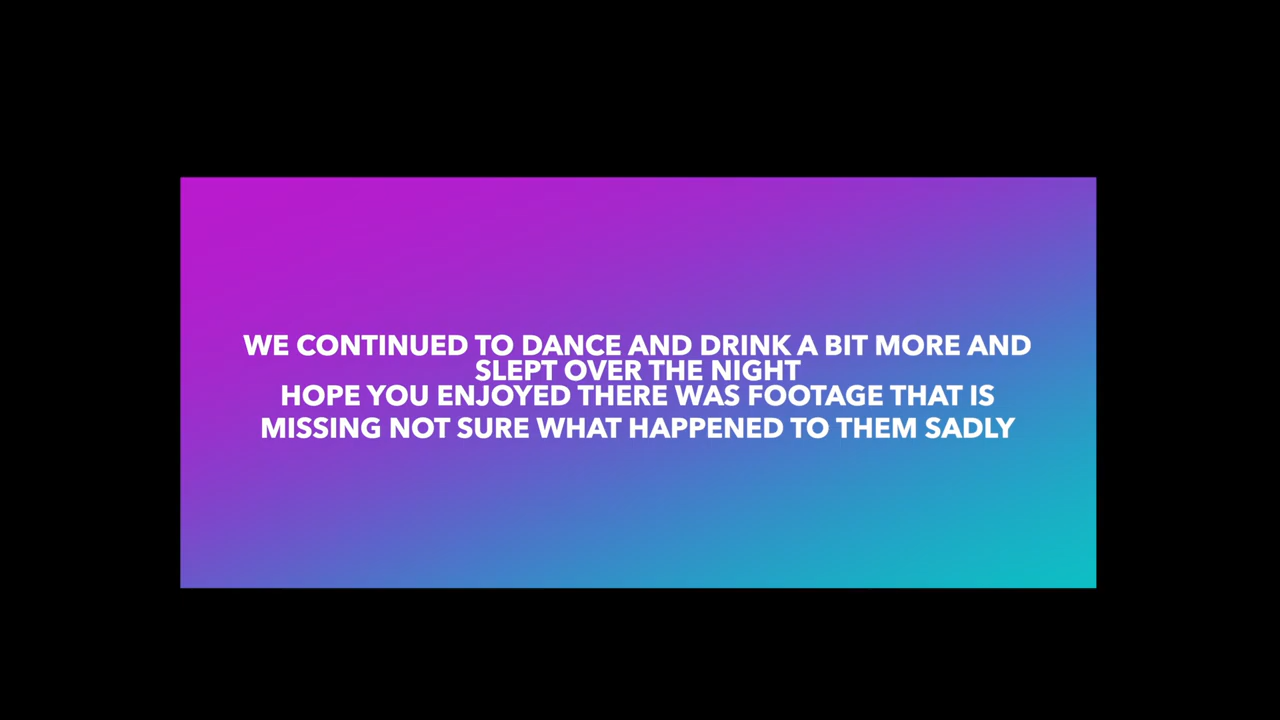 WE CONTINUED TO DANCE AND DRINK A BIT MORE AND
SLEPT OVER THE NIGHT
HOPE YOU ENJOYED THERE WAS FOOTAGE THAT IS
MISSING NOT SURE WHAT HAPPENED TO THEM SADLY